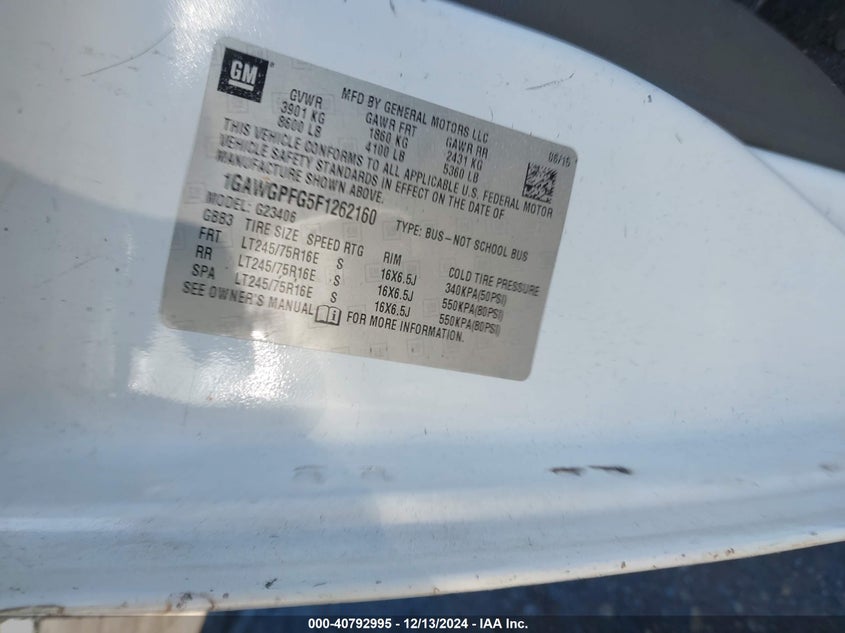 GM
MFD BY GENERAL MOTORS LLC 06/15
GVWR GAWR FRT GAWR RR
3901 KG 1860 KG 2431 KG
8600 LB 4100 LB 5360 LB
THIS VEHICLE CONFORMS TO ALL APPLICABLE U.S. FEDERAL MOTOR
VEHICLE SAFETY STANDARDS IN EFFECT ON THE DATE OF
MANUFACTURE SHOWN ABOVE.
1GAWGPFG5F1262160 TYPE: BUS-NOT SCHOOL BUS
MODEL: G23406
GBB3 TIRE SIZE SPEED RTG RIM COLD TIRE PRESSURE
FRT LT245/75R16E S 16X6.5J 340KPA(50PSI)
RR LT245/75R16E S 16X6.5J 550KPA(80PSI)
SPA LT245/75R16E S 16X6.5J 550KPA(80PSI)
SEE OWNER'S MANUAL FOR MORE INFORMATION.
000-40792995 - 12/13/2024 - IAA Inc.